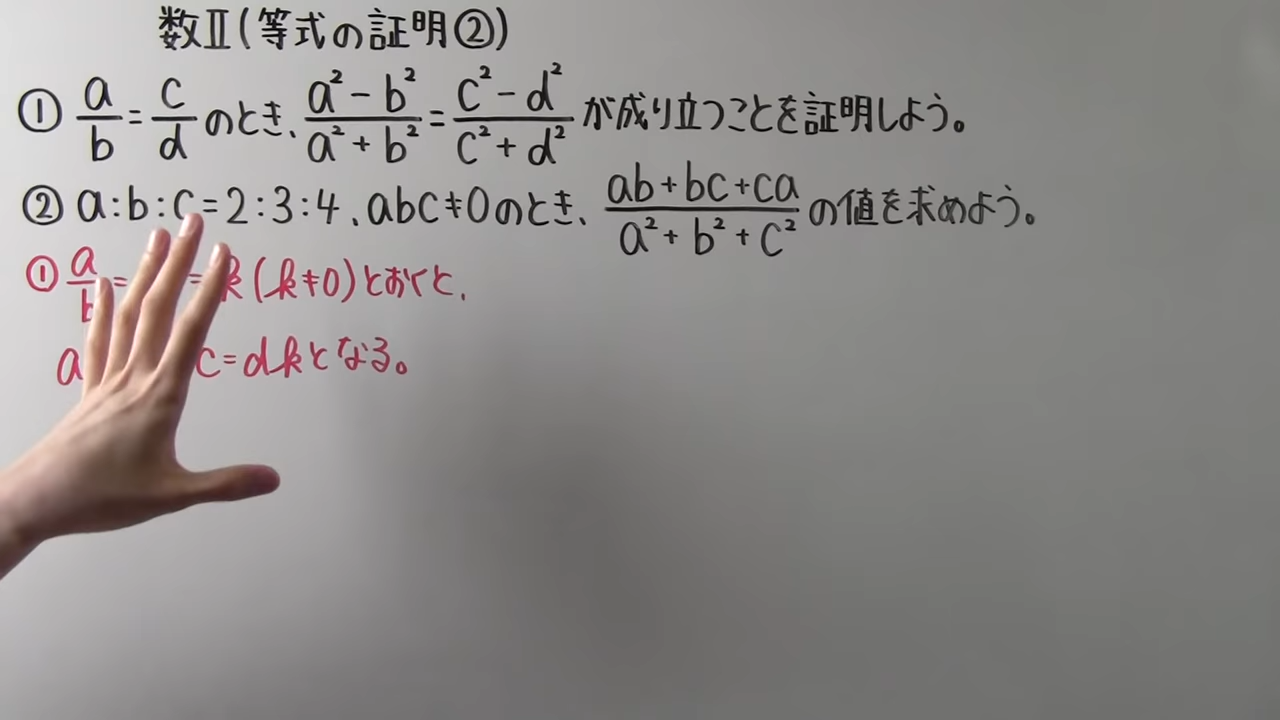 数Ⅱ(等式の証明②)
① a/b = c/d のとき、(a²-b²)/(a²+b²) = (c²-d²)/(c²+d²) が成り立つことを証明しよう。
② a:b:c=2:3:4、abc≠0のとき、(ab+bc+ca)/(a²+b²+c²) の値を求めよう。
① a/b = = k (k≠0)とおくと、
a c=dkとなる。